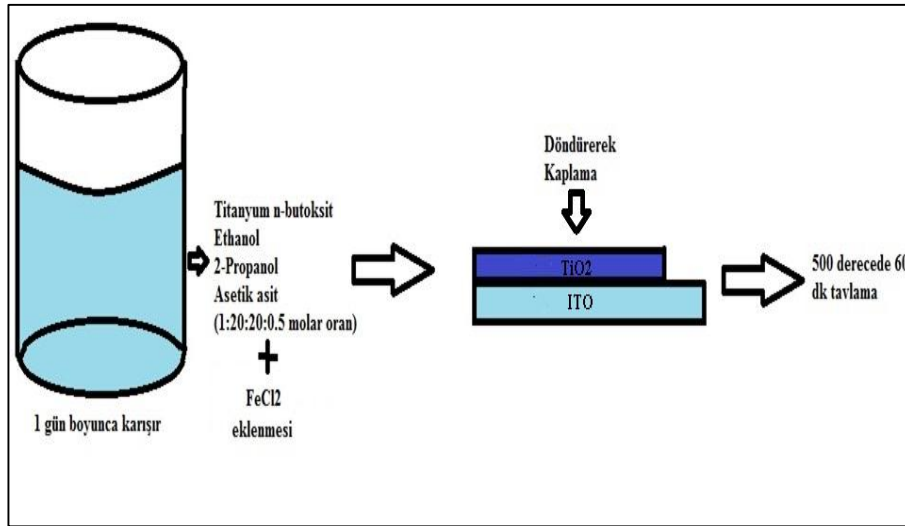 1 gün boyunca karışır
Titanyum n-butoksit
Ethanol
2-Propanol
Asetik asit
(1:20:20:0.5 molar oran)
+
FeCl2
eklenmesi
Döndürerek
Kaplama
TiO2
ITO
500 derecede 60
dk tavlama